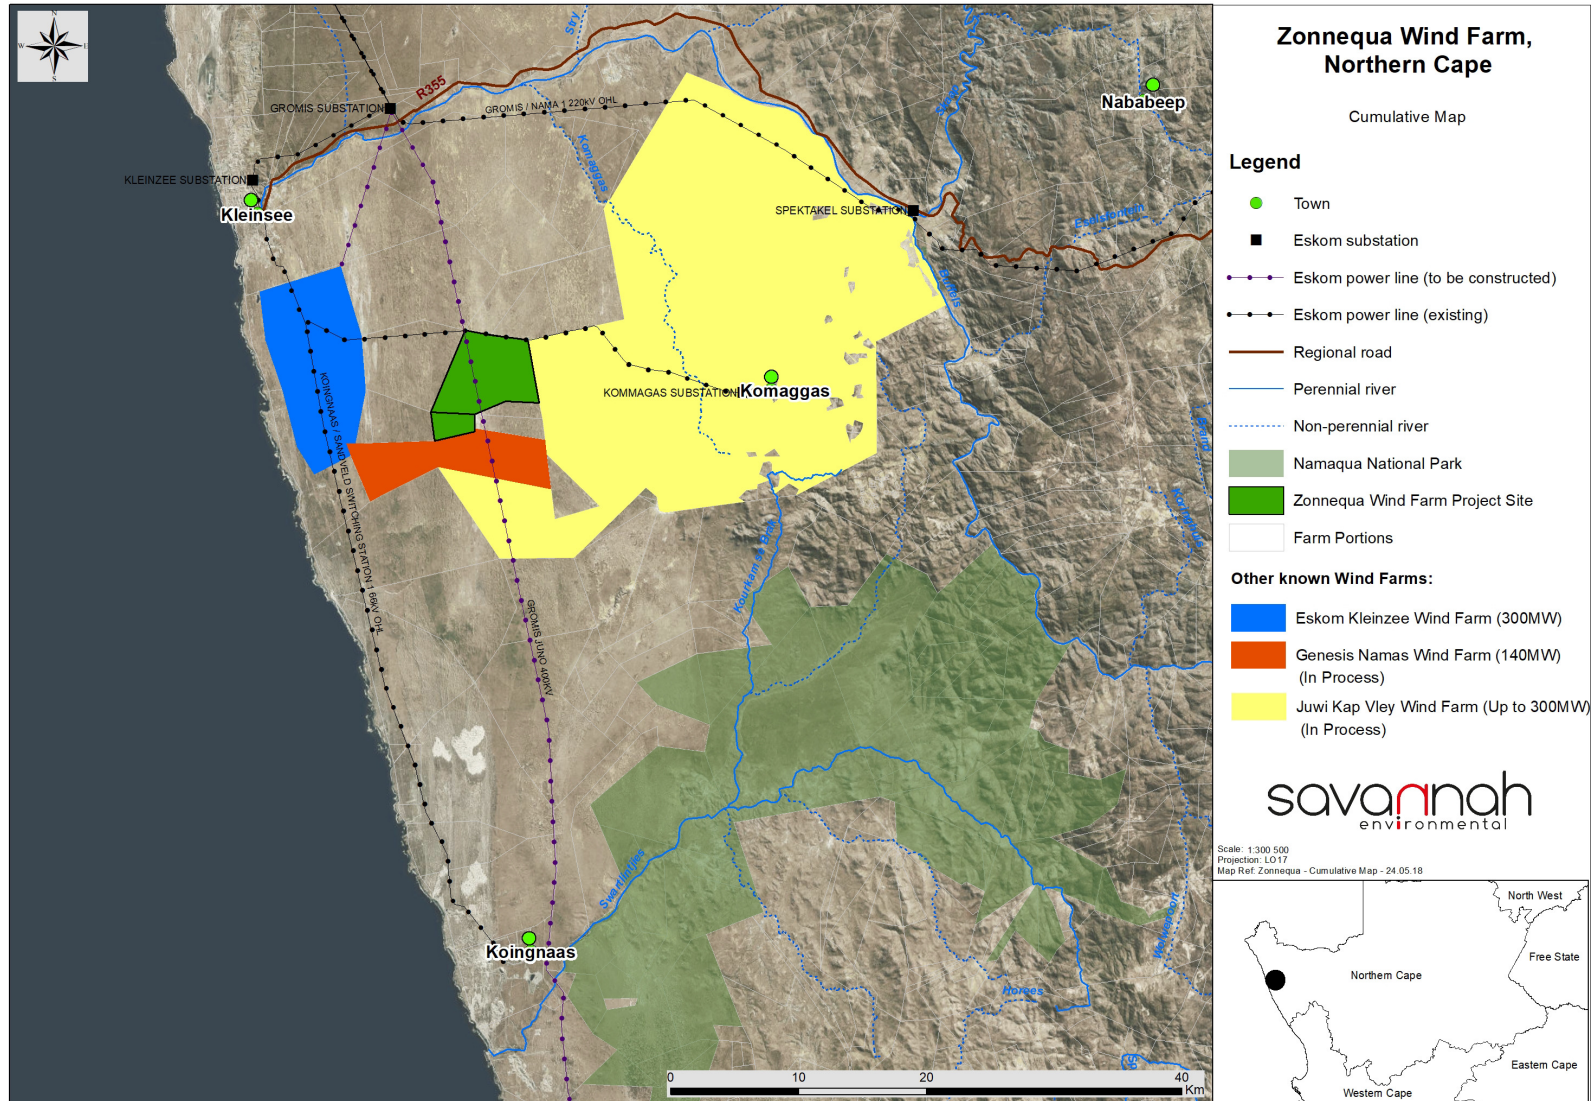 Zonnequa Wind Farm,
Northern Cape
Cumulative Map
Legend
Town
Eskom substation
Eskom power line (to be constructed)
Eskom power line (existing)
Regional road
Perennial river
Non-perennial river
Namaqua National Park
Zonnequa Wind Farm Project Site
Farm Portions
Other known Wind Farms:
Eskom Kleinzee Wind Farm (300MW)
Genesis Namas Wind Farm (140MW)
(In Process)
Juwi Kap Vley Wind Farm (Up to 300MW)
(In Process)
savannah
environmental
Scale: 1:300 500
Projection: LO17
Map Ref: Zonnequa - Cumulative Map - 24.05.18
North West
Free State
Northern Cape
Eastern Cape
Western Cape
N
W
E
S
Stry
R355
GROMIS SUBSTATION
GROMIS / NAMA 1 220kV OHL
Nababeep
Komaggas
KLEINZEE SUBSTATION
Kleinsee
SPEKTAKEL SUBSTATION
Buffels
KOMMAGAS SUBSTATION
Komaggas
KOINGNAAS / SANDVELD SWITCHING STATION 1 66kV OHL
GROMIS JUNO 400KV
Swartlintjies
Koingnaas
Horees
0
10
20
40
Km